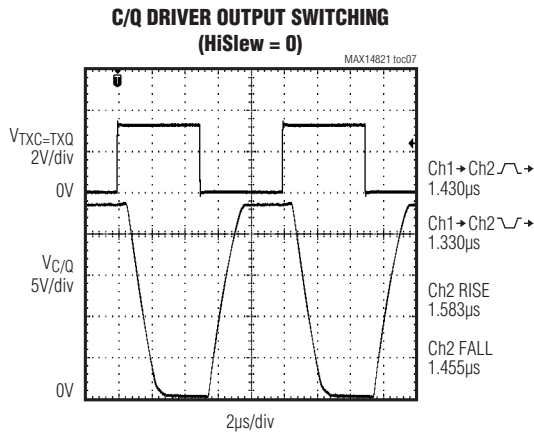 C/Q DRIVER OUTPUT SWITCHING
(HiSlew = 0)
MAX14821 toc07
VTXC=TXQ
2V/div
0V
VC/Q
5V/div
0V
2µs/div
Ch1→Ch2
1.430µs
Ch1→Ch2
1.330µs
Ch2 RISE
1.583µs
Ch2 FALL
1.455µs
T